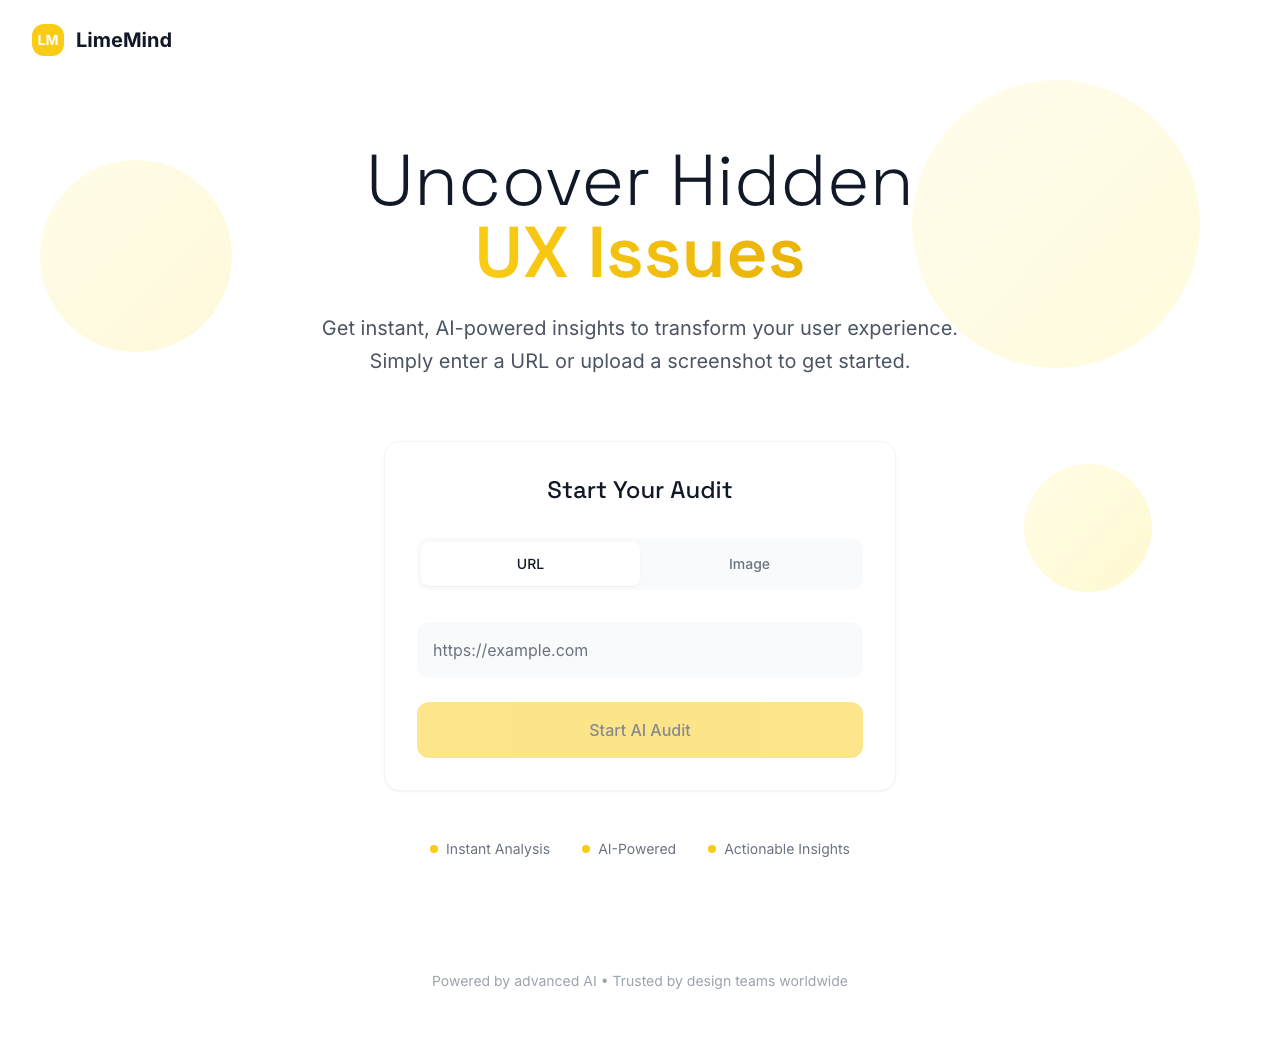 LM
LimeMind
Uncover Hidden
UX Issues
Get instant, AI-powered insights to transform your user experience.
Simply enter a URL or upload a screenshot to get started.
Start Your Audit
URL
Image
https://example.com
Start AI Audit
Instant Analysis
AI-Powered
Actionable Insights
Powered by advanced AI • Trusted by design teams worldwide